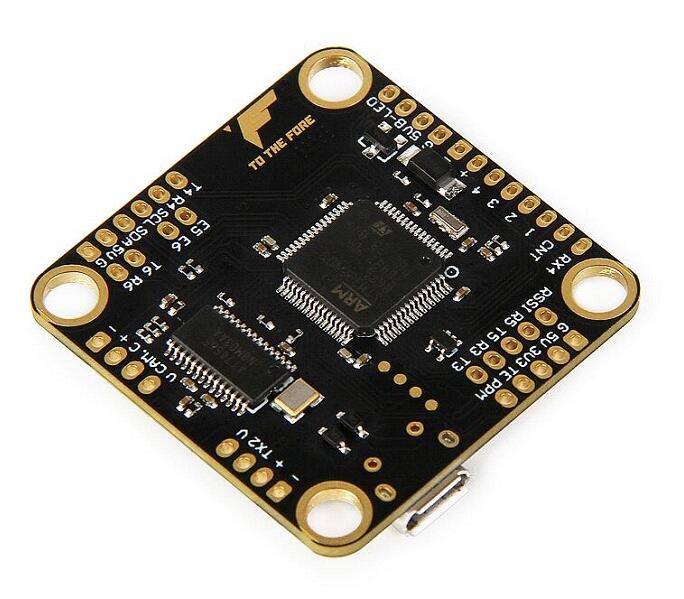 TO THE FORE
5VB-LED
+ 4 3 2 1 CNT RX4
T4 R4 SCL SDA 5V G
E5 E6
T6 R6
ARM
V CAM C + -
- + TX2 U
RSSI R5 T5 R3 T3
G 5V 3V3 TE PPM